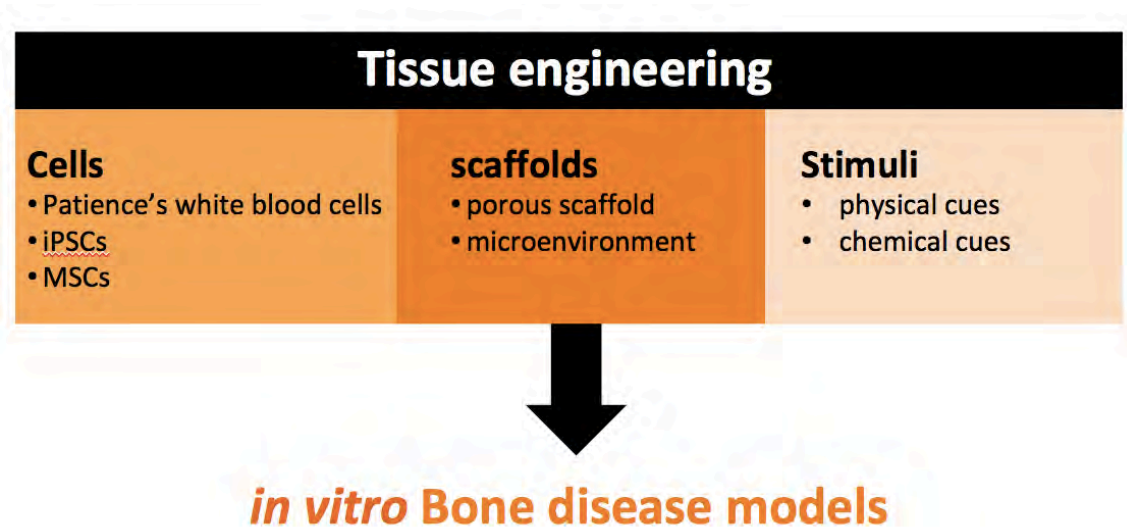 Tissue engineering
Cells
• Patience's white blood cells
• iPSCs
• MSCs
scaffolds
• porous scaffold
• microenvironment
Stimuli
• physical cues
• chemical cues
in vitro Bone disease models